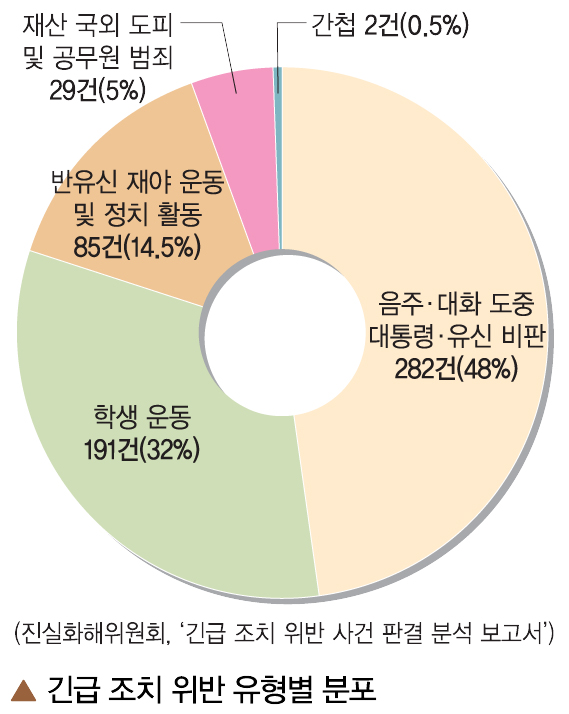 재산 국외 도피
및 공무원 범죄
29건(5%)
간첩 2건(0.5%)
반유신 재야 운동
및 정치 활동
85건(14.5%)
음주·대화 도중
대통령·유신 비판
282건(48%)
학생 운동
191건(32%)
(진실화해위원회, ‘긴급 조치 위반 사건 판결 분석 보고서’)
▲ 긴급 조치 위반 유형별 분포